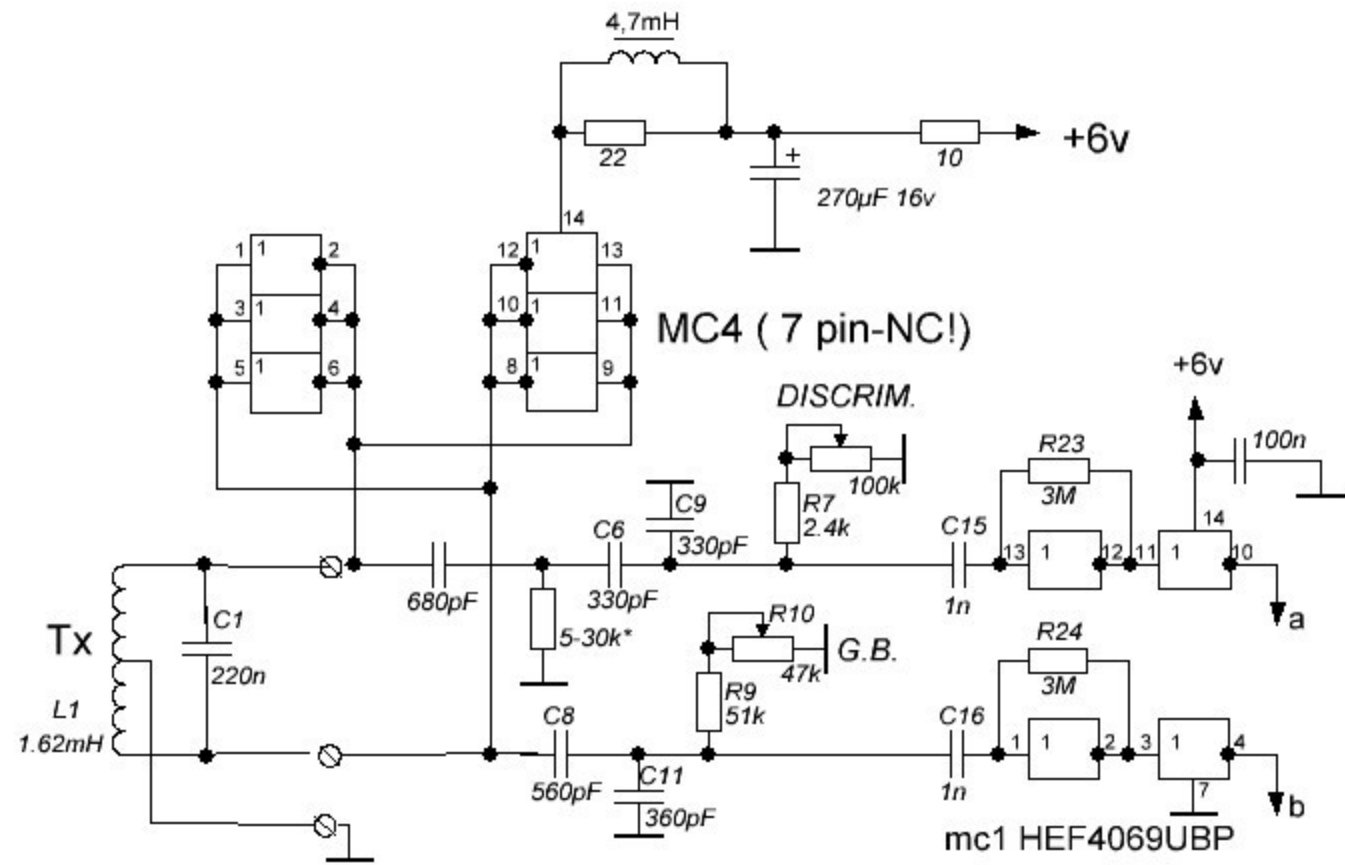 4,7mH
22
10
+6v
+
270µF 16v
14
1 1 2
3 1 4
5 1 6
12 1 13
10 1 11
8 1 9
MC4 ( 7 pin-NC!)
+6v
DISCRIM.
100k
R7
2.4k
R23
3M
100n
14
C9
330pF
C6
330pF
680pF
5-30k*
C15
1n
13 1 12 11 1 10
a
Tx
C1
220n
L1
1.62mH
R10
47k
G.B.
R9
51k
R24
3M
C8
560pF
C11
360pF
C16
1n
1 1 2 3 1 4
7
b
mc1 HEF4069UBP